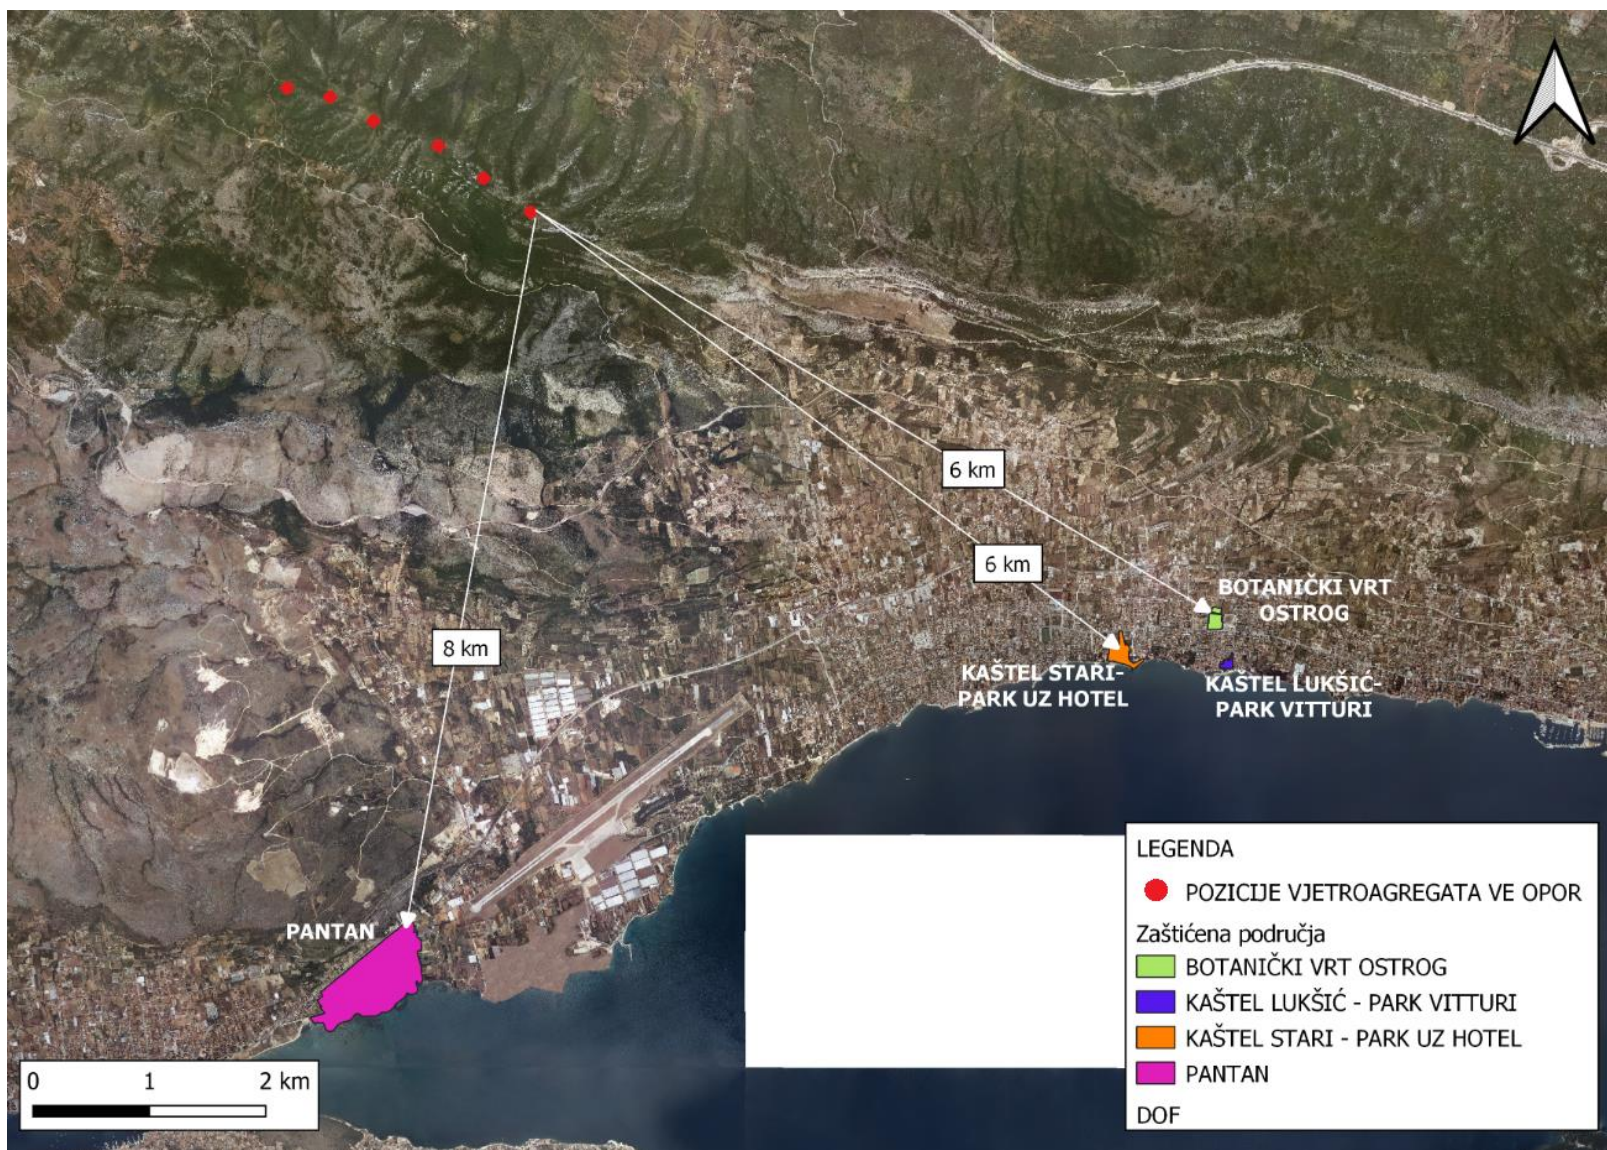 6 km
6 km
BOTANIČKI VRT
OSTROG
8 km
KAŠTEL STARI-
PARK UZ HOTEL
KAŠTEL LUKŠIĆ-
PARK VITTURI
PANTAN
LEGENDA
POZICIJE VJETROAGREGATA VE OPOR
Zaštićena područja
BOTANIČKI VRT OSTROG
KAŠTEL LUKŠIĆ - PARK VITTURI
KAŠTEL STARI - PARK UZ HOTEL
PANTAN
DOF
0 1 2 km